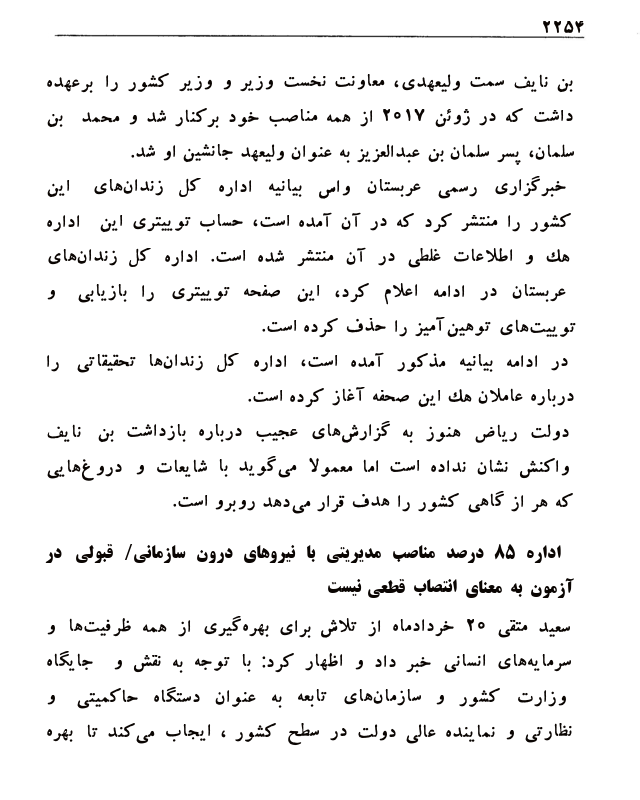 ۲۲۵۴
بن نایف سمت ولیعهدی، معاونت نخست وزیر و وزیر کشور را برعهده
داشت که در ژوئن ۲۰۱۷ از همه مناصب خود برکنار شد و محمد بن
سلمان، پسر سلمان بن عبدالعزیز به عنوان ولیعهد جانشین او شد.
خبرگزاری رسمی عربستان واس بیانیه اداره کل زندان‌های این
کشور را منتشر کرد که در آن آمده است، حساب توییتری این اداره
هك و اطلاعات غلطی در آن منتشر شده است. اداره کل زندان‌های
عربستان در ادامه اعلام کرد، این صفحه توییتری را بازیابی و
توییت‌های توهین‌آمیز را حذف کرده است.
در ادامه بیانیه مذکور آمده است، اداره کل زندان‌ها تحقیقاتی را
درباره عاملان هك این صحفه آغاز کرده است.
دولت ریاض هنوز به گزارش‌های عجیب درباره بازداشت بن نایف
واکنش نشان نداده است اما معمولا می‌گوید با شایعات و دروغ‌هایی
که هر از گاهی کشور را هدف قرار می‌دهد روبرو است.
اداره ۸۵ درصد مناصب مدیریتی با نیروهای درون سازمانی/ قبولی در
آزمون به معنای انتصاب قطعی نیست
سعید متقی ۲۰ خردادماه از تلاش برای بهره‌گیری از همه ظرفیت‌ها و
سرمایه‌های انسانی خبر داد و اظهار کرد: با توجه به نقش و جایگاه
وزارت کشور و سازمان‌های تابعه به عنوان دستگاه حاکمیتی و
نظارتی و نماینده عالی دولت در سطح کشور ، ایجاب می‌کند تا بهره